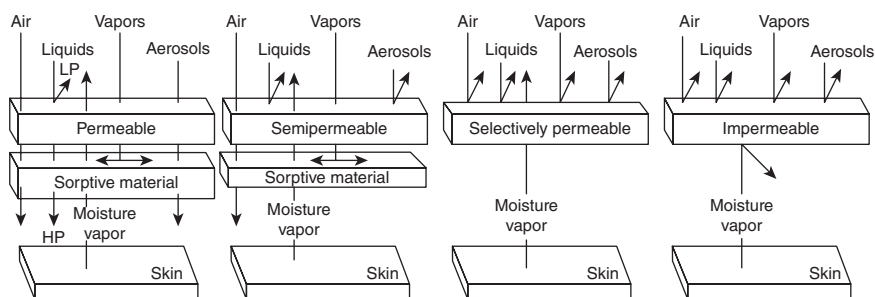 Air
Vapors
Liquids
Aerosols
LP
Permeable
Sorptive material
HP
Moisture
vapor
Skin
Air
Vapors
Liquids
Aerosols
Semipermeable
Sorptive material
Moisture
vapor
Skin
Air
Vapors
Liquids
Aerosols
Selectively permeable
Moisture
vapor
Skin
Air
Vapors
Liquids
Aerosols
Impermeable
Moisture
vapor
Skin